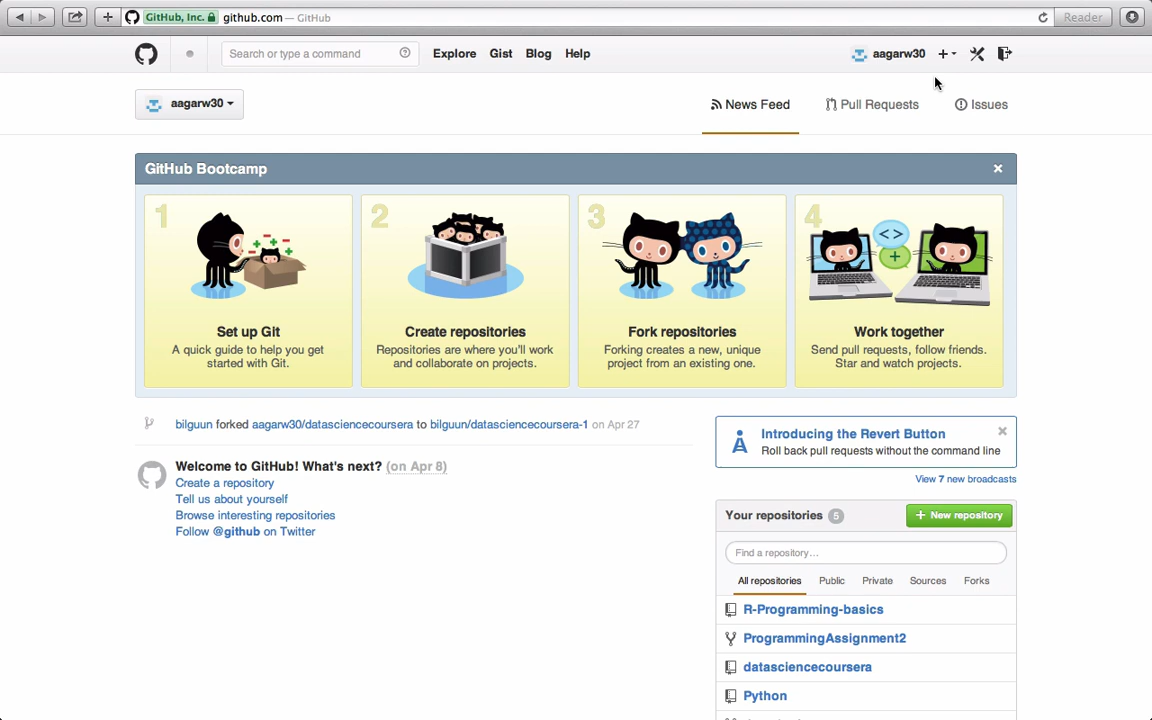 GitHub, Inc. github.com — GitHub Reader
Search or type a command Explore Gist Blog Help aagarw30
aagarw30 News Feed Pull Requests Issues
GitHub Bootcamp
1 2 3 4
Set up Git
A quick guide to help you get
started with Git.
Create repositories
Repositories are where you'll work
and collaborate on projects.
Fork repositories
Forking creates a new, unique
project from an existing one.
Work together
Send pull requests, follow friends.
Star and watch projects.
bilguun forked aagarw30/datasciencecoursera to bilguun/datasciencecoursera-1 on Apr 27
Welcome to GitHub! What's next? (on Apr 8)
Create a repository
Tell us about yourself
Browse interesting repositories
Follow @github on Twitter
Introducing the Revert Button
Roll back pull requests without the command line
View 7 new broadcasts
Your repositories 5 New repository
Find a repository…
All repositories Public Private Sources Forks
R-Programming-basics
ProgrammingAssignment2
datasciencecoursera
Python